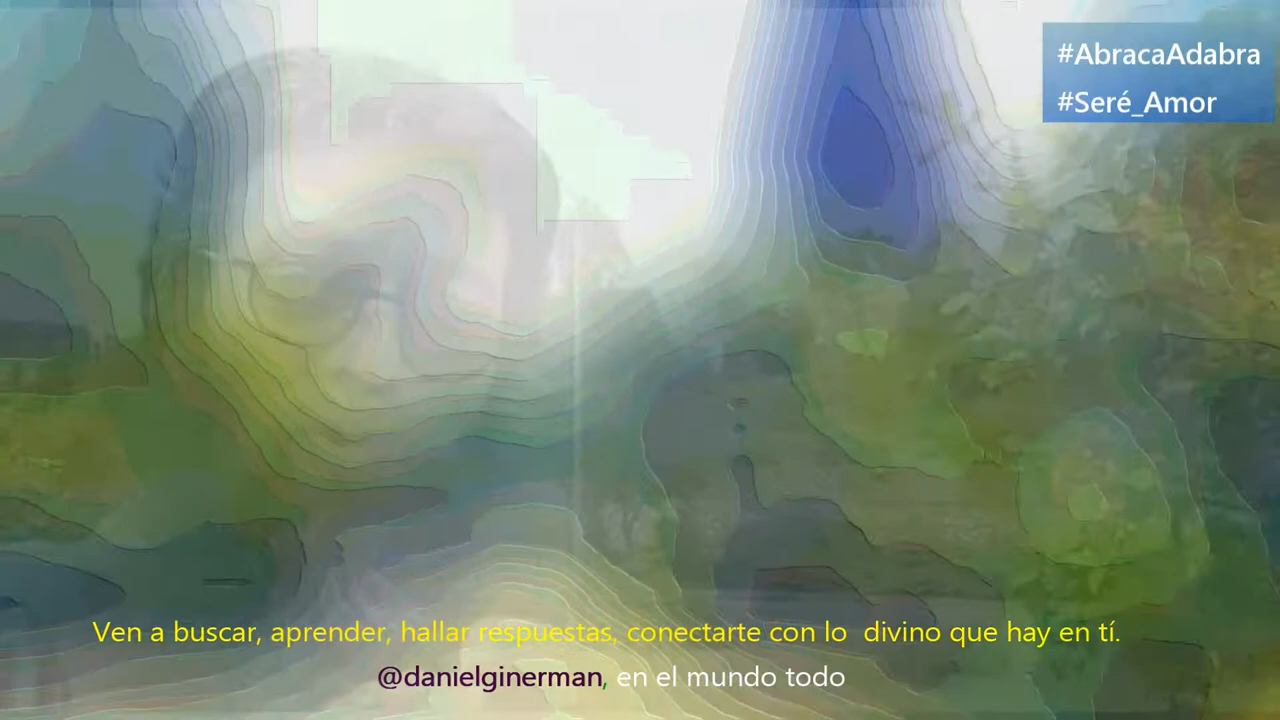 #AbracaAdabra
#Seré_Amor
Ven a buscar, aprender, hallar respuestas, conectarte con lo  divino que hay en tí.
@danielginerman, en el mundo todo